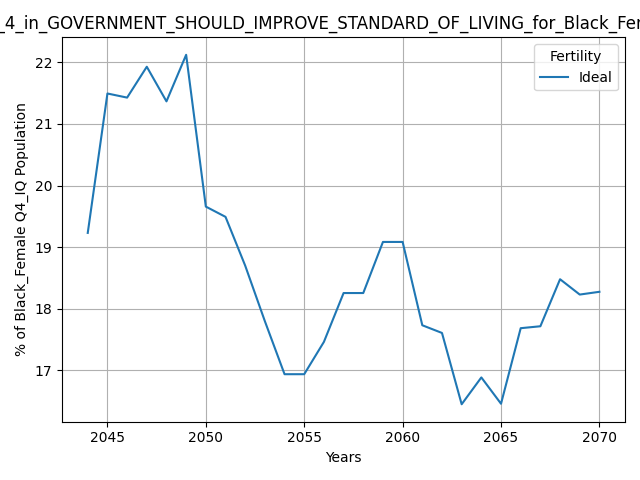 _4_in_GOVERNMENT_SHOULD_IMPROVE_STANDARD_OF_LIVING_for_Black_Fe
Fertility
Ideal
% of Black_Female Q4_IQ Population
22
21
20
19
18
17
2045 2050 2055 2060 2065 2070
Years